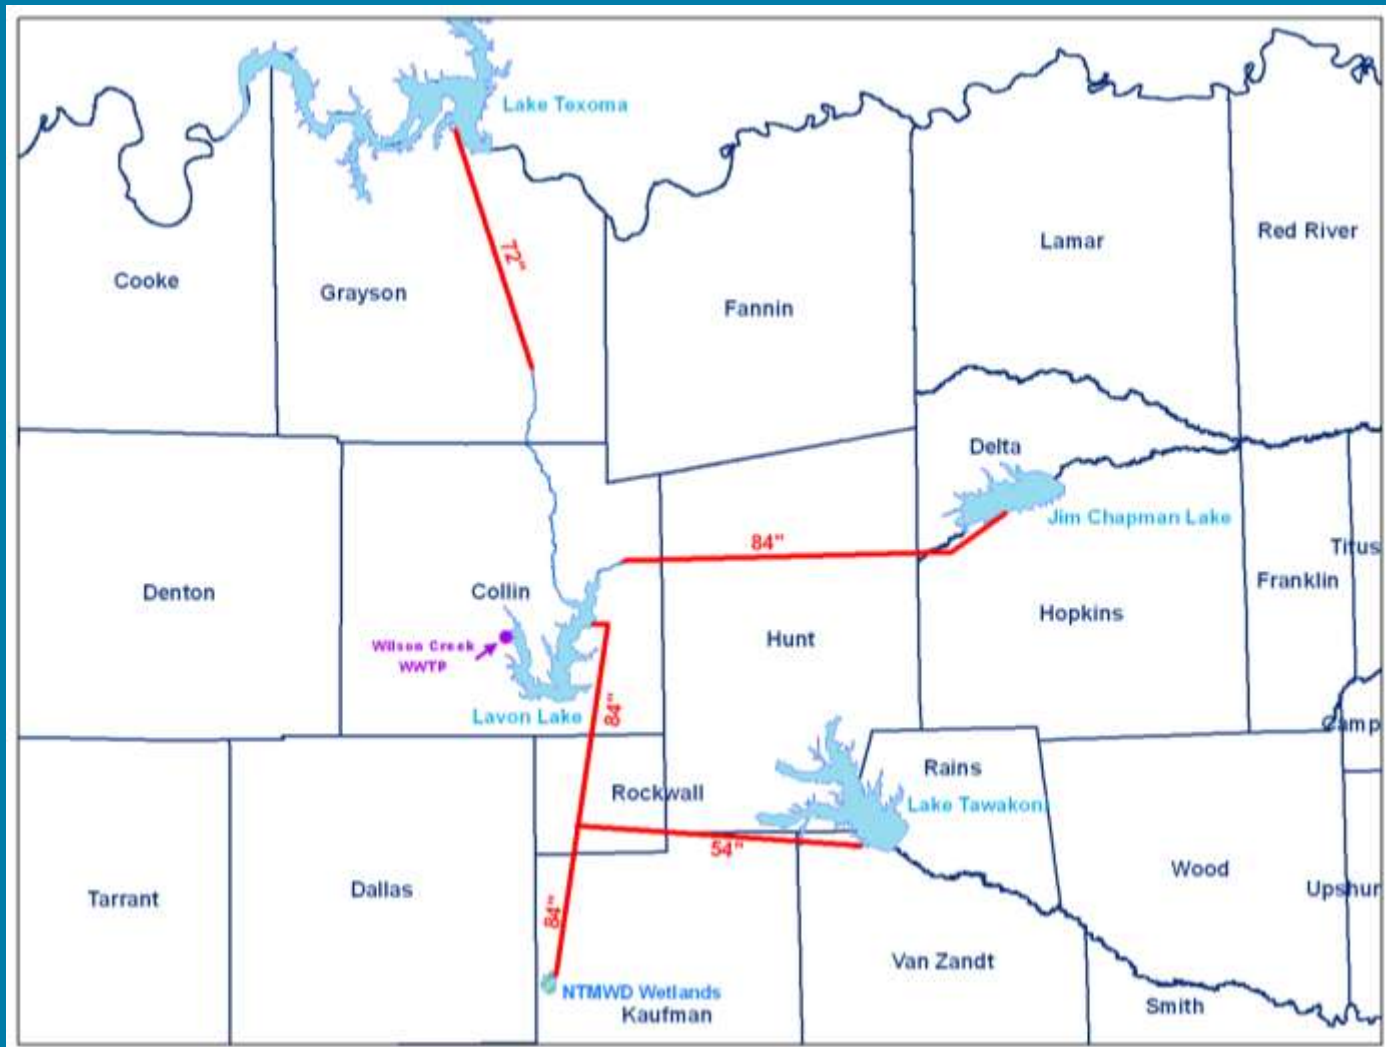 Lake Texoma
72"
Cooke
Grayson
Fannin
Lamar
Red River
Delta
Jim Chapman Lake
84"
Titus
Franklin
Denton
Collin
Wilson Creek
WWTP
Hunt
Hopkins
Lavon Lake
84"
Camp
Rockwall
Rains
Lake Tawakoni
54"
Tarrant
Dallas
84"
Wood
Upshur
Van Zandt
NTMWD Wetlands
Kaufman
Smith